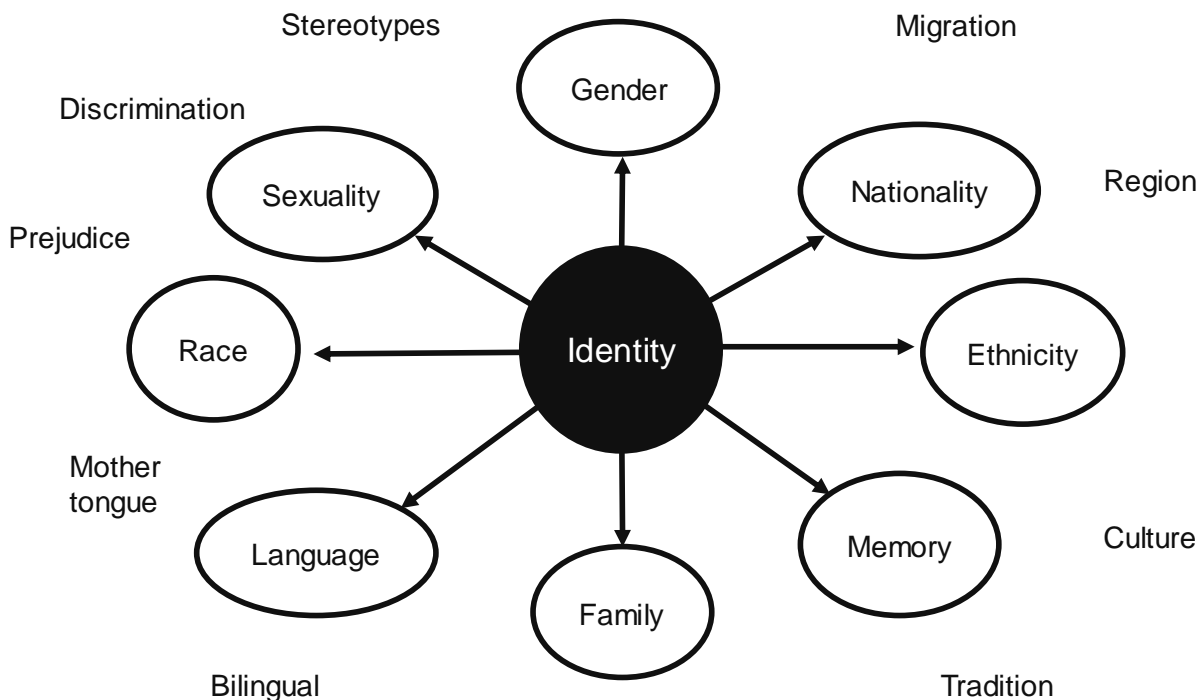 Stereotypes
Migration
Gender
Discrimination
Sexuality
Nationality
Region
Prejudice
Race
Identity
Ethnicity
Mother
tongue
Language
Memory
Culture
Family
Bilingual
Tradition